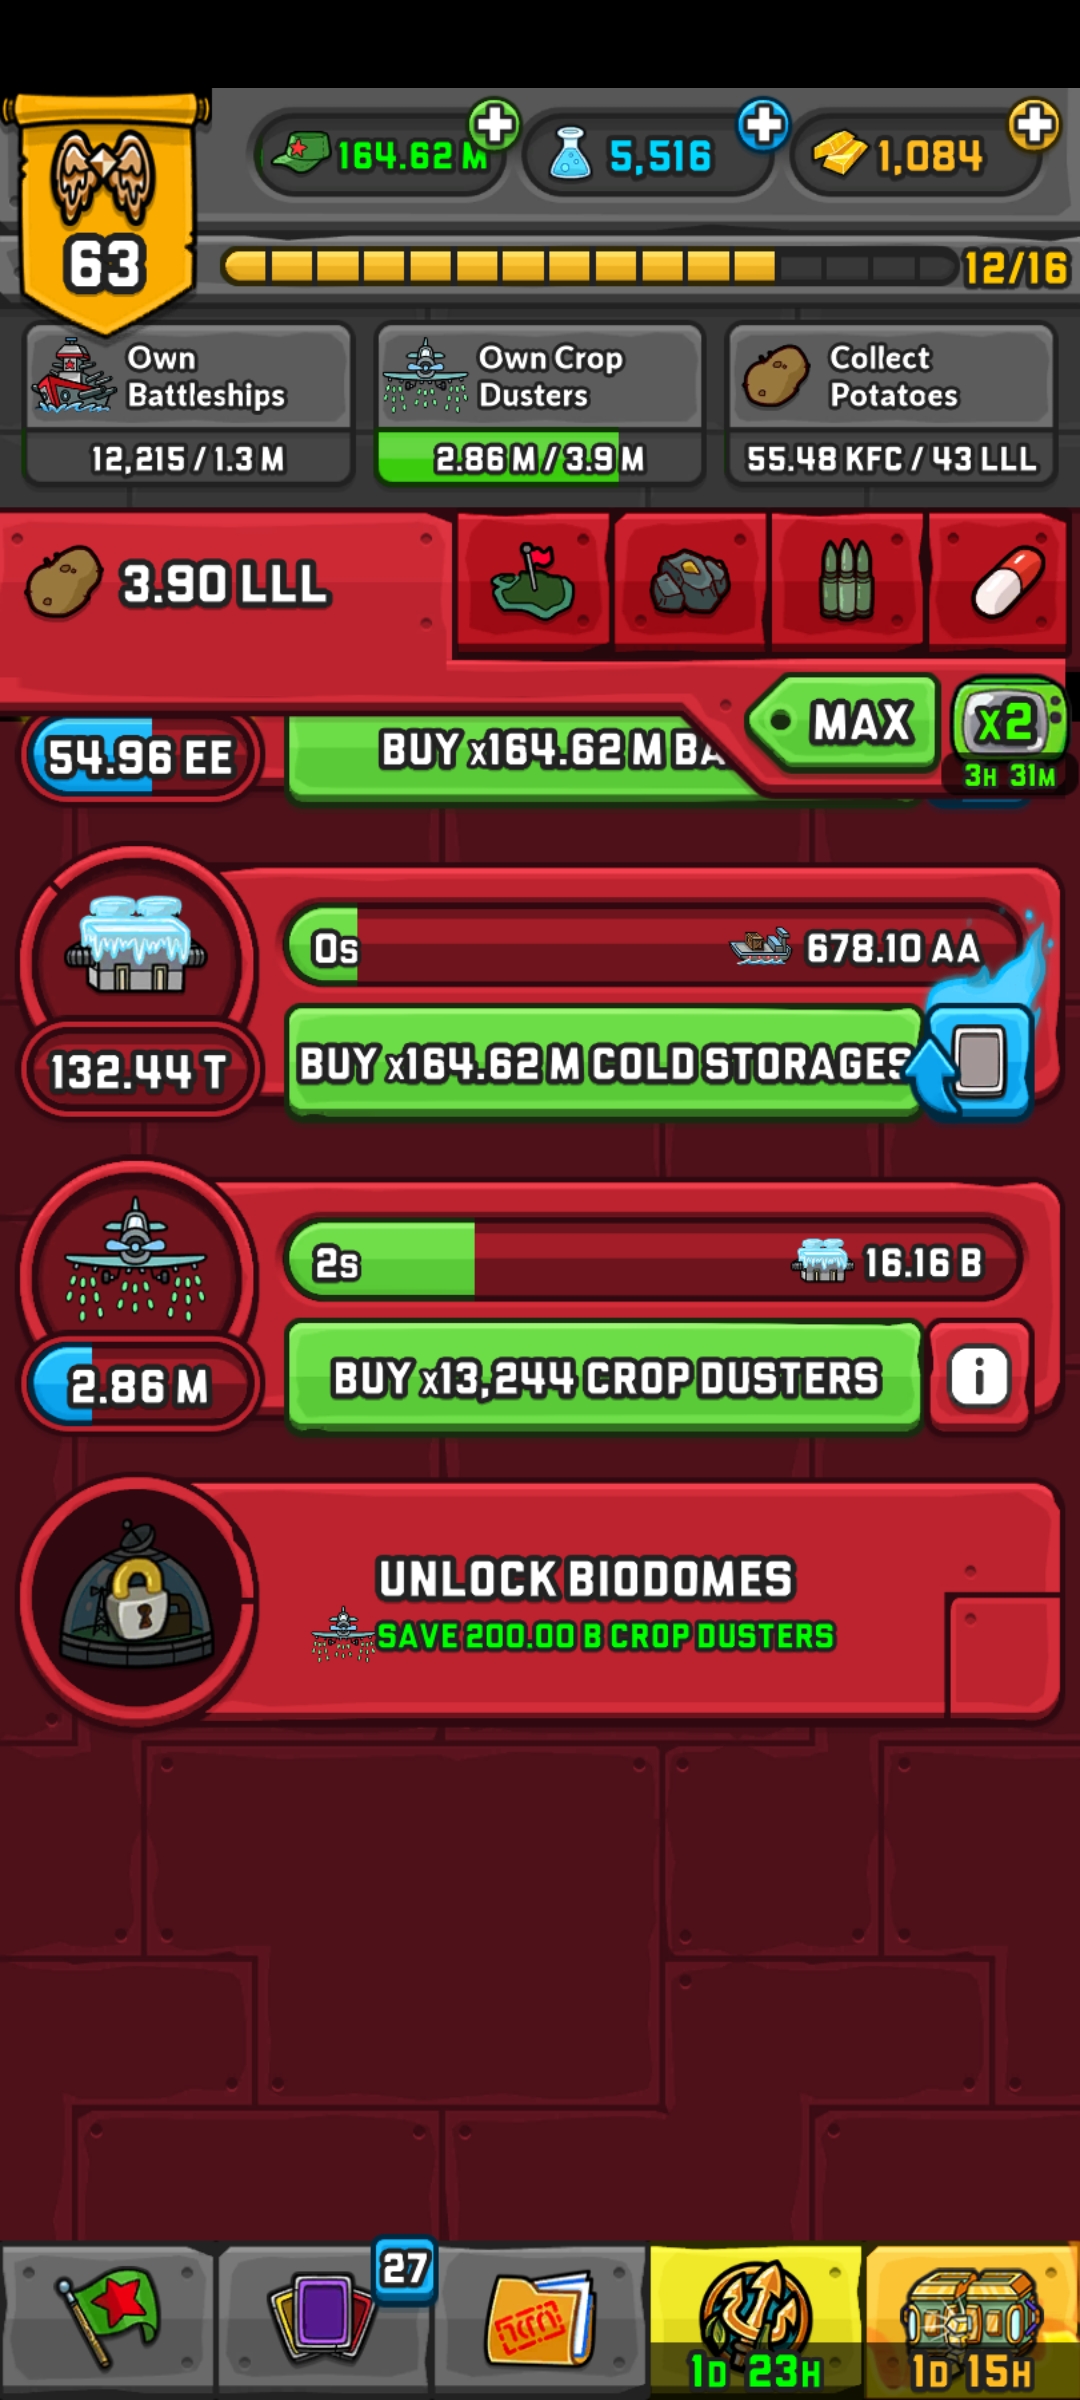 164.62 M
5,516
1,084
63
12/16
Own
Battleships
12,215 / 1.3 M
Own Crop
Dusters
2.86 M / 3.9 M
Collect
Potatoes
55.48 KFC / 43 LLL
3.90 LLL
MAX
x2
3H 31M
54.96 EE
BUY x164.62 M BA
0s
678.10 AA
132.44 T
BUY x164.62 M COLD STORAGES
2s
16.16 B
2.86 M
BUY x13,244 CROP DUSTERS
i
UNLOCK BIODOMES
SAVE 200.00 B CROP DUSTERS
27
1D 23H
1D 15H